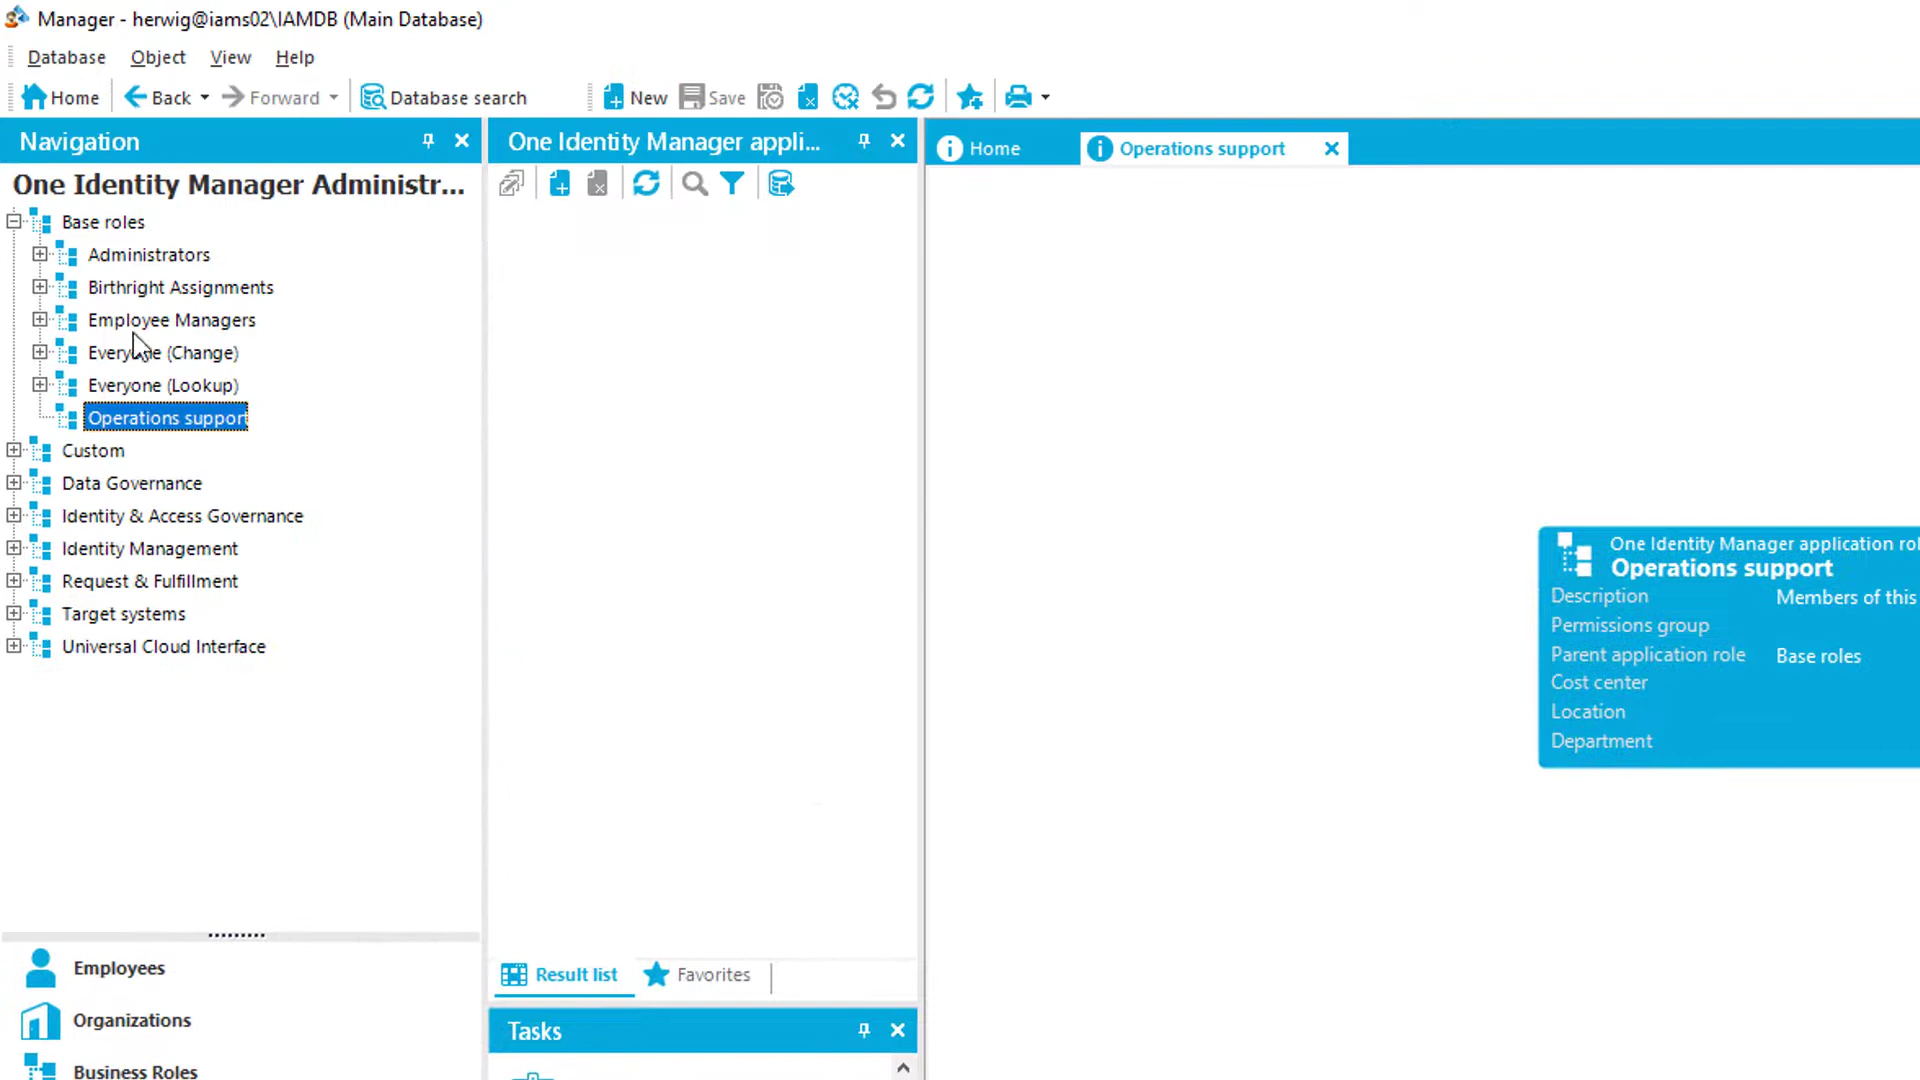 Manager - herwig@iams02\IAMDB (Main Database)
Database Object View Help
Home Back Forward Database search New Save
Navigation
One Identity Manager Administr...
Base roles
Administrators
Birthright Assignments
Employee Managers
Everyone (Change)
Everyone (Lookup)
Operations support
Custom
Data Governance
Identity & Access Governance
Identity Management
Request & Fulfillment
Target systems
Universal Cloud Interface
Employees
Organizations
Business Roles
One Identity Manager appli...
Result list Favorites
Tasks
Home Operations support
One Identity Manager application rol
Operations support
Description Members of this
Permissions group
Parent application role Base roles
Cost center
Location
Department